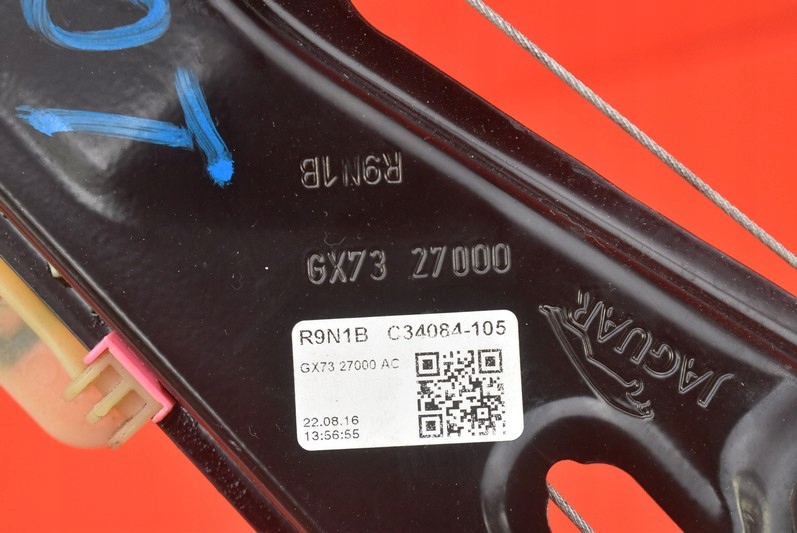 R9N1B
GX73 27000
R9N1B C34084-105
GX73 27000 AC
22.08.16
13:56:55
JAGUAR